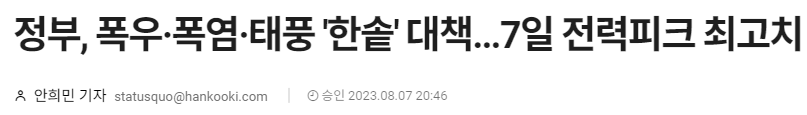 정부, 폭우·폭염·태풍 '한솥' 대책...7일 전력피크 최고치
안희민 기자 statusquo@hankooki.com 승인 2023.08.07 20:46